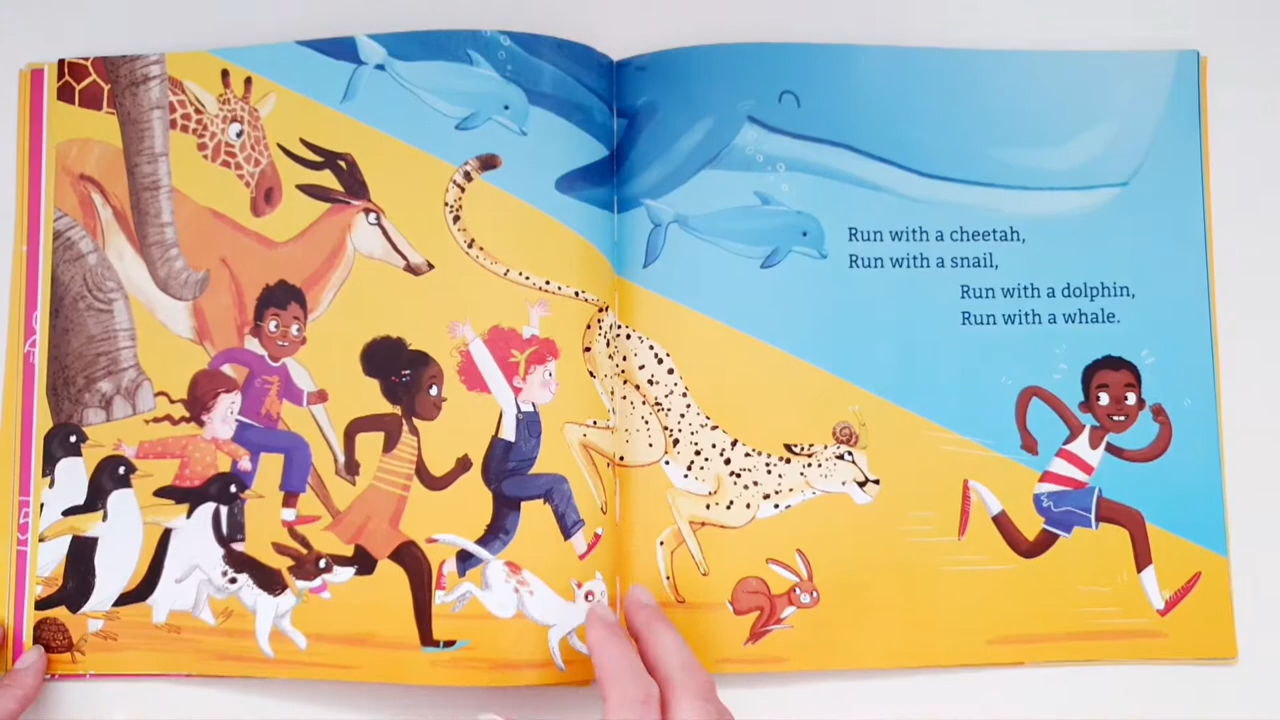 Run with a cheetah,
Run with a snail,
Run with a dolphin,
Run with a whale.